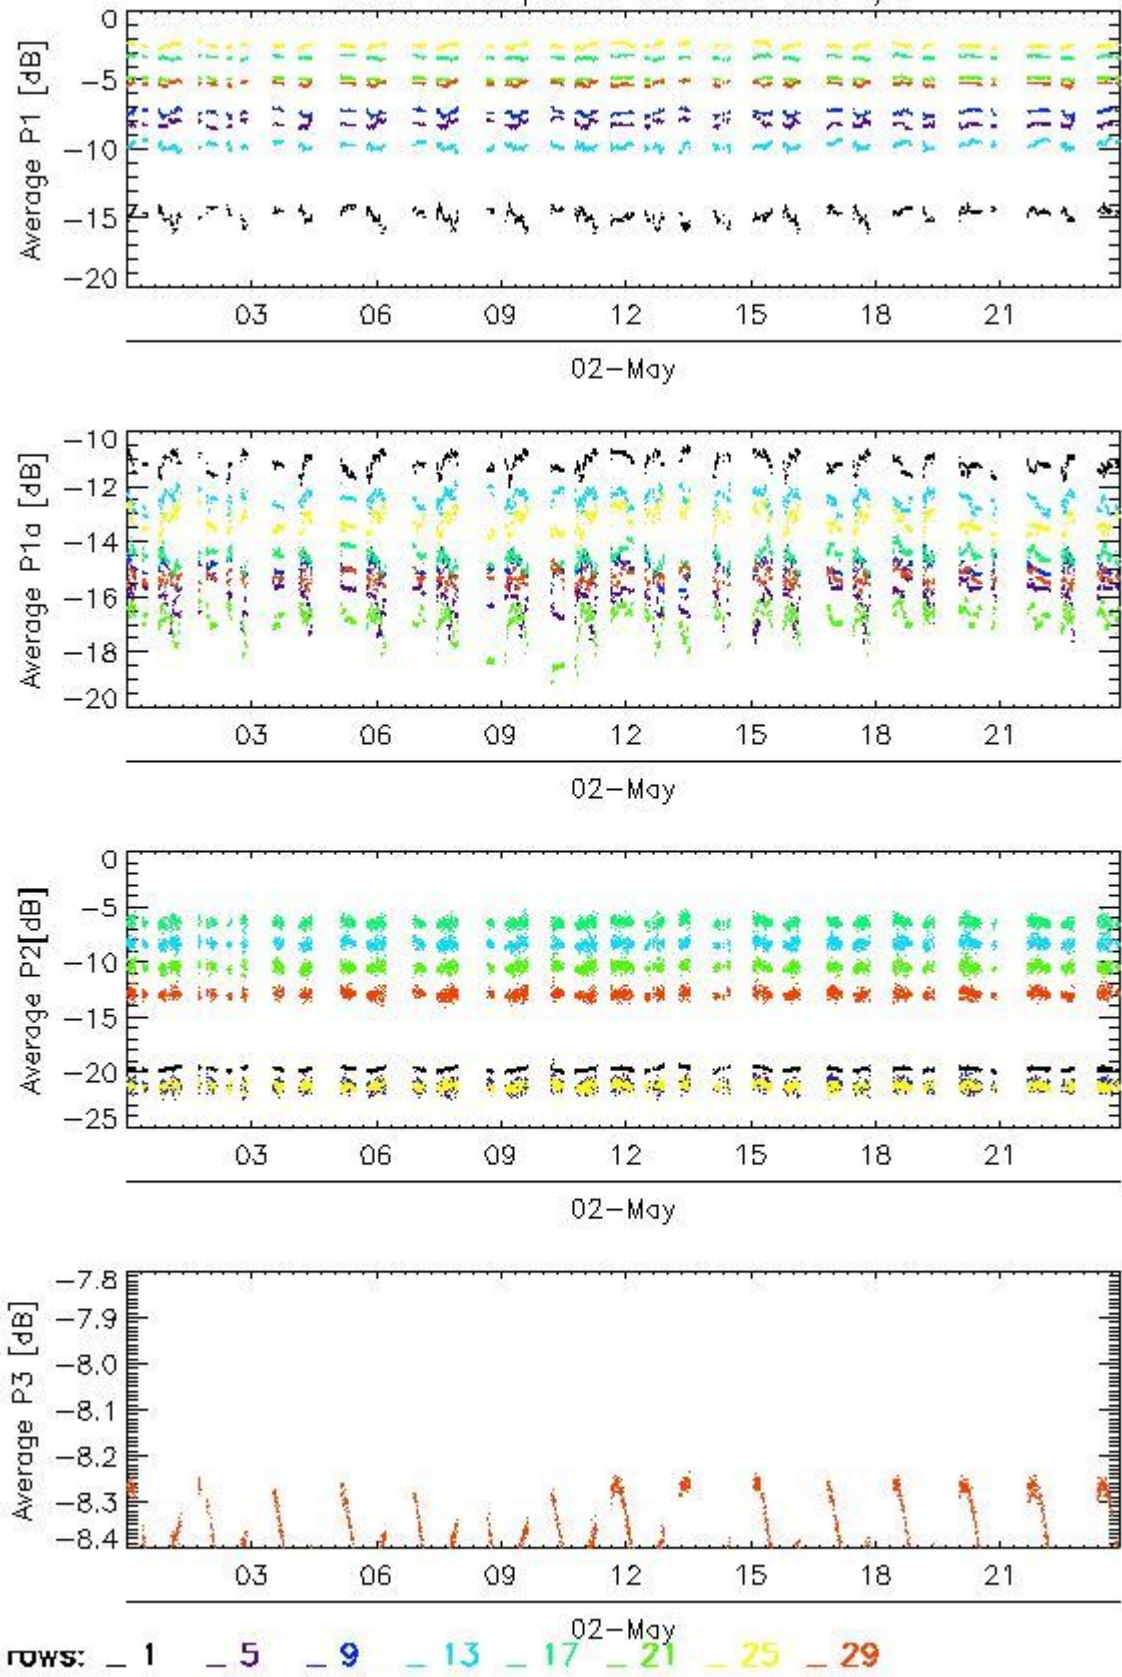 0
-5
-10
-15
-20
Average P1 [dB]
03 06 09 12 15 18 21
02-May
-10
-12
-14
-16
-18
-20
Average P1a [dB]
03 06 09 12 15 18 21
02-May
0
-5
-10
-15
-20
-25
Average P2[dB]
03 06 09 12 15 18 21
02-May
-7.8
-7.9
-8.0
-8.1
-8.2
-8.3
-8.4
Average P3 [dB]
03 06 09 12 15 18 21
02-May
rows: _ 1 _ 5 _ 9 _ 13 _ 17 _ 21 _ 25 _ 29